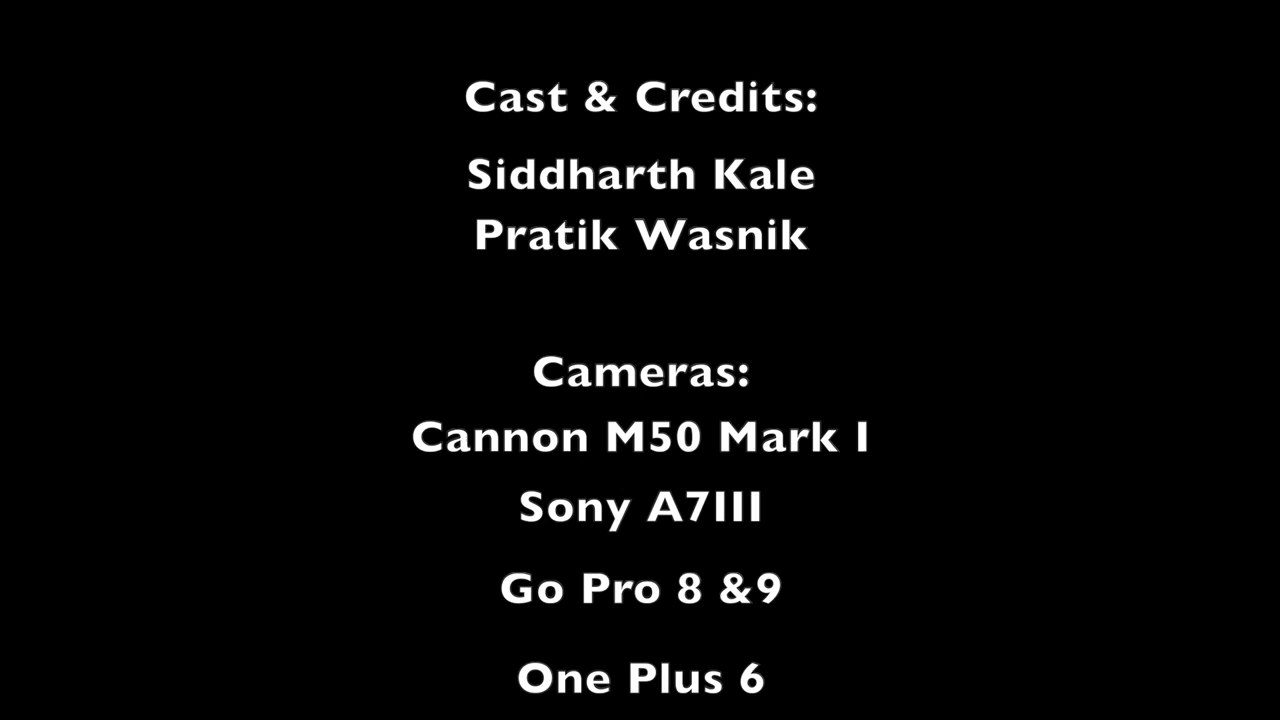 Cast & Credits:
Siddharth Kale
Pratik Wasnik
Cameras:
Cannon M50 Mark I
Sony A7III
Go Pro 8 &9
One Plus 6